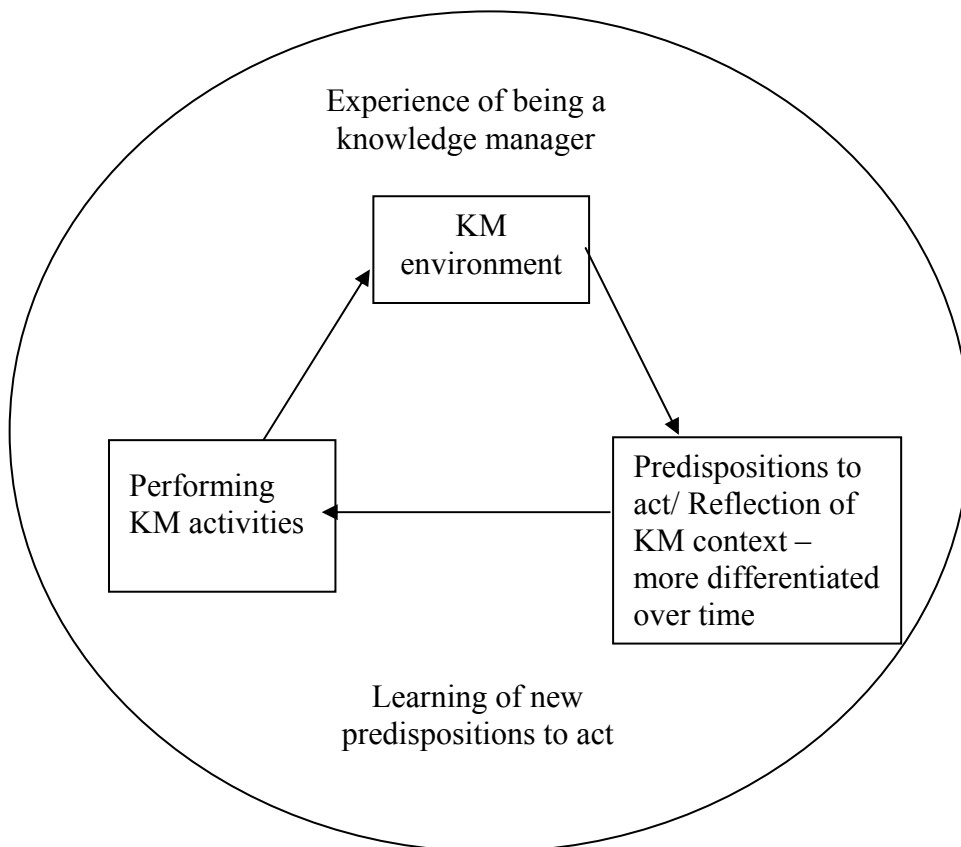 Experience of being a
knowledge manager
KM
environment
Performing
KM activities
Predispositions to
act/ Reflection of
KM context –
more differentiated
over time
Learning of new
predispositions to act